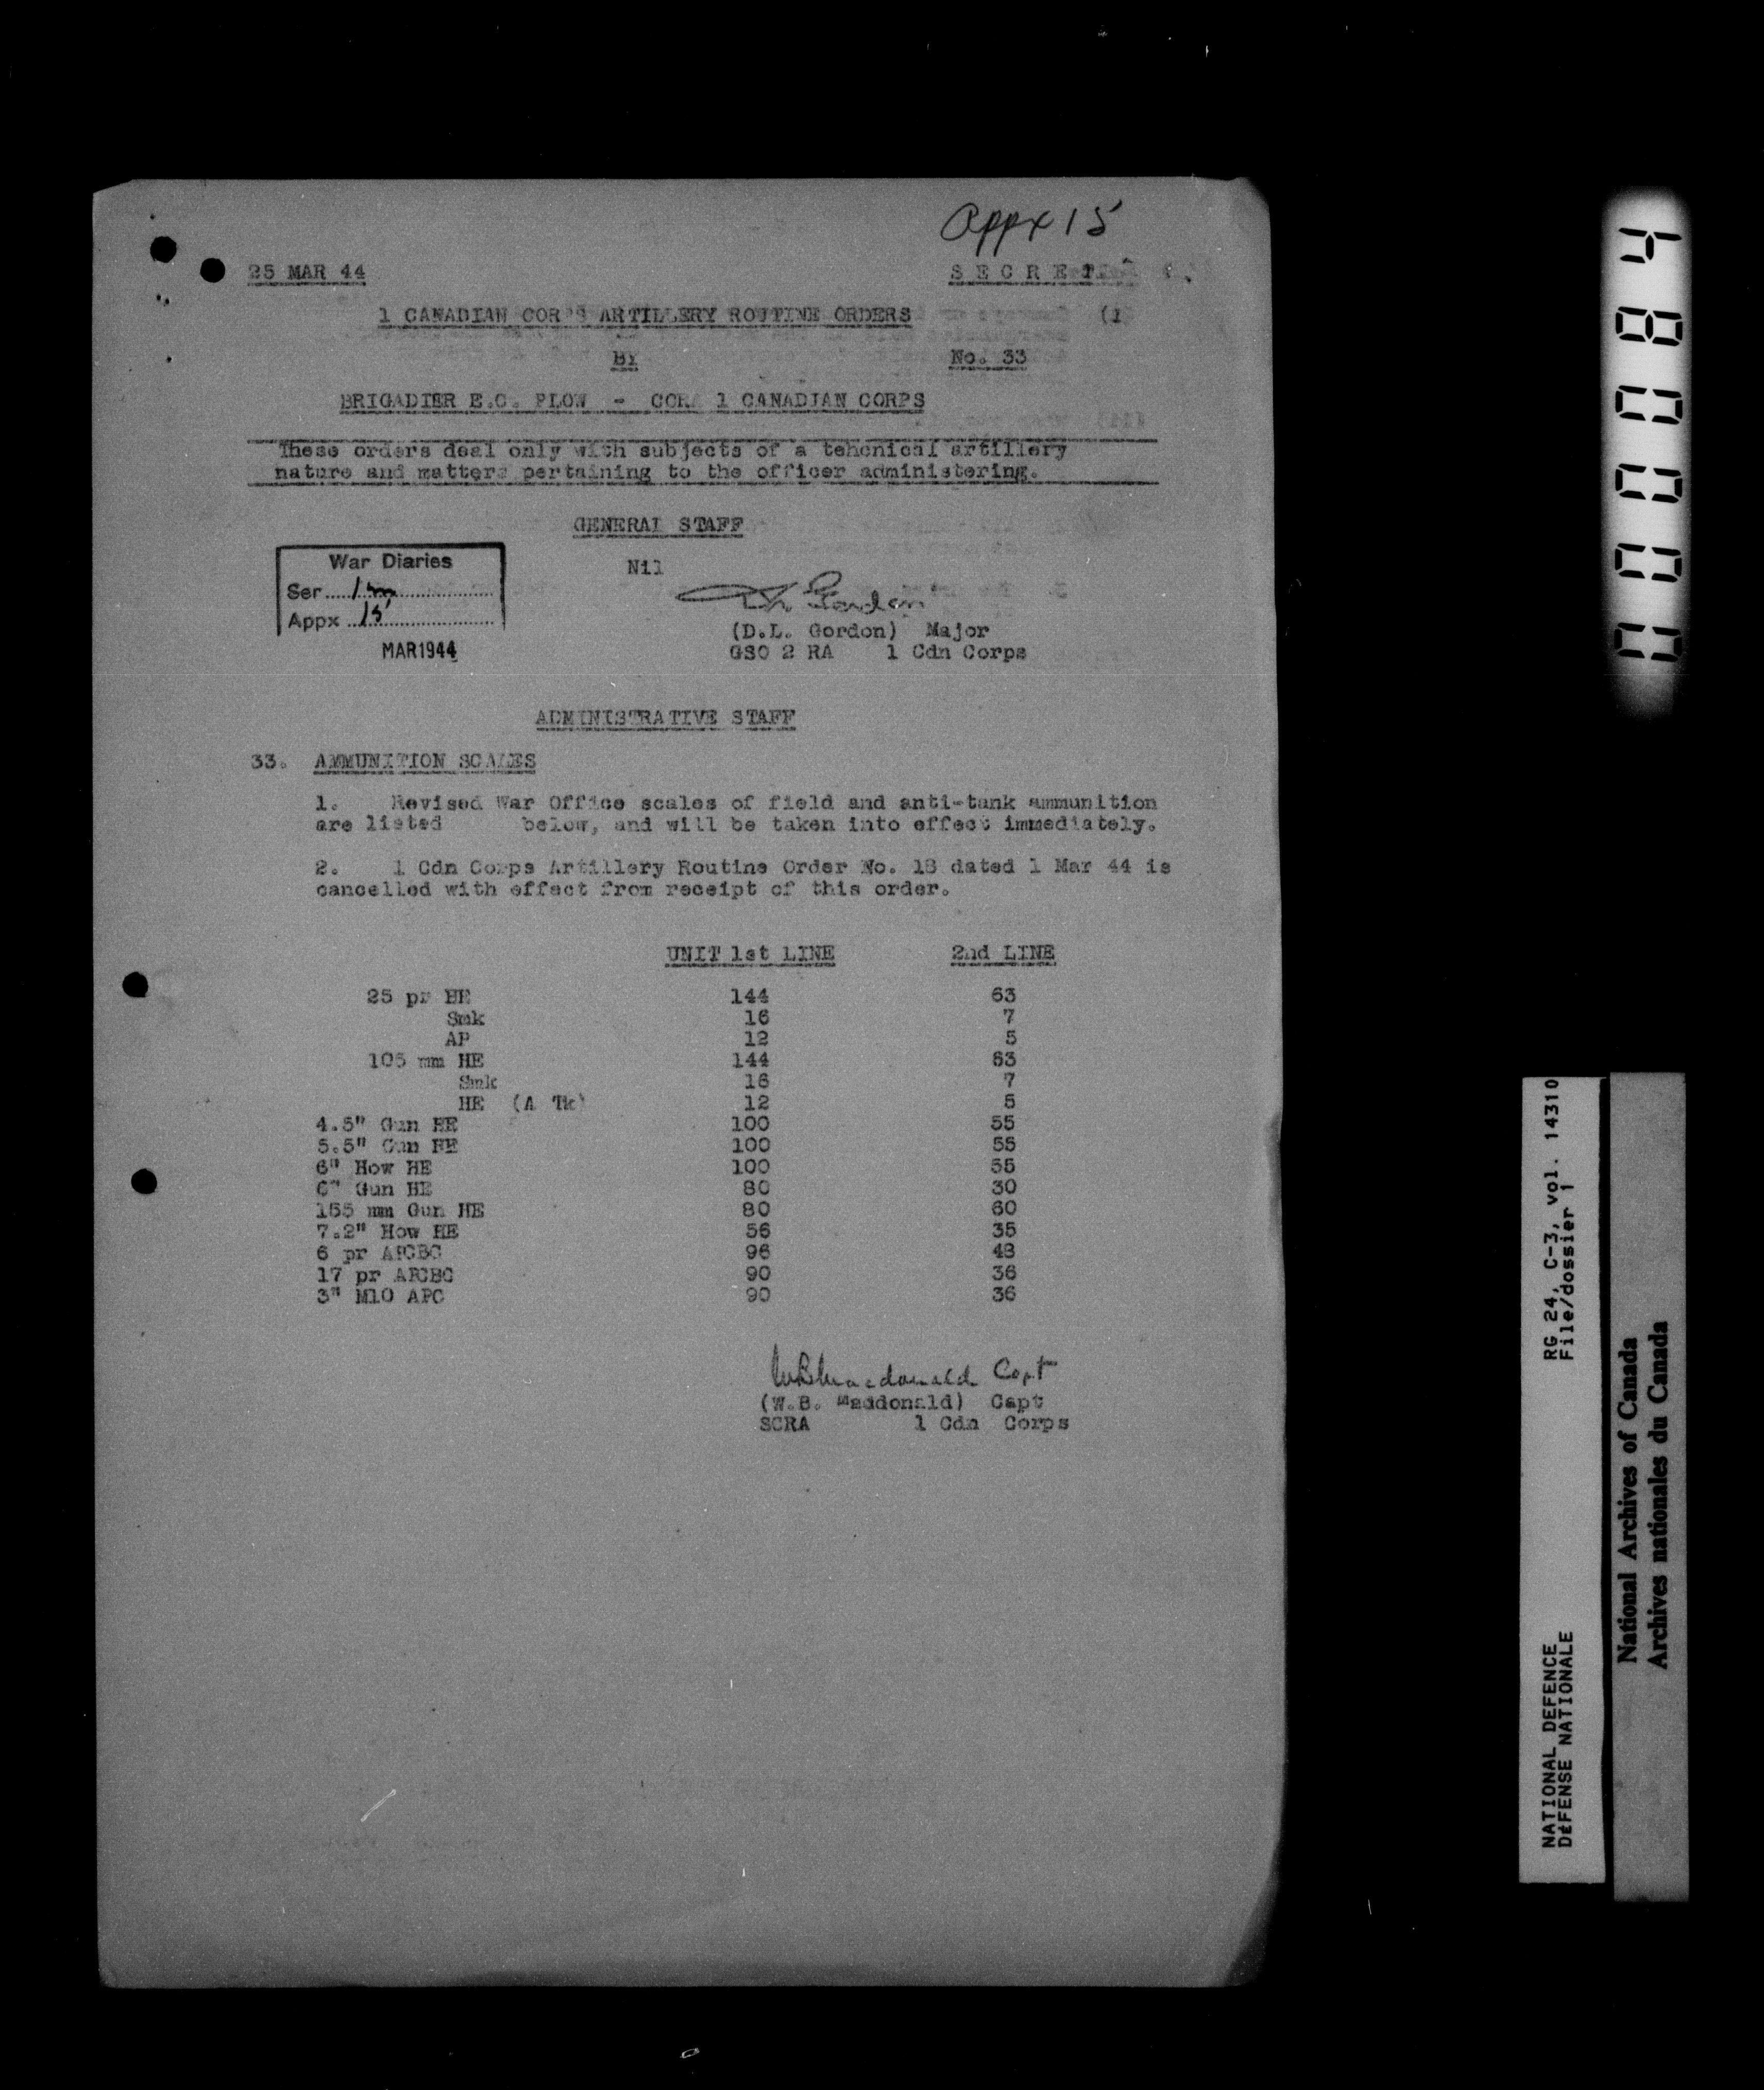 Appx 15
25 MAR 44
SECRET
1 CANADIAN CORPS ARTILLERY ROUTINE ORDERS
BY
No. 33
BRIGADIER E.C. PLOW - CCRA 1 CANADIAN CORPS
These orders deal only with subjects of a tehcnical artillery
nature and matters pertaining to the officer administering.
GENERAL STAFF
Nil
War Diaries
Ser
Appx 15
MAR1944
(D.L. Gordon) Major
GSO 2 RA 1 Cdn Corps
ADMINISTRATIVE STAFF
33. AMMUNITION SCALES
1. Revised War Office scales of field and anti-tank ammunition
are listed below, and will be taken into effect immediately.
2. 1 Cdn Corps Artillery Routine Order No. 18 dated 1 Mar 44 is
cancelled with effect from receipt of this order.
UNIT 1st LINE 2nd LINE
25 pr HE 144 63
Smk 16 7
AP 12 5
105 mm HE 144 63
Smk 16 7
HE (A Tk) 12 5
4.5" Gun HE 100 55
5.5" Gun HE 100 55
6" How HE 100 55
6" Gun HE 80 30
155 mm Gun HE 80 60
7.2" How HE 56 35
6 pr APCBC 96 48
17 pr APCBC 90 36
3" M10 APC 90 36
WBMacdonald Capt
(W.B. Macdonald) Capt
SCRA 1 Cdn Corps
0000084
RG 24, C-3, vol. 14310
File/dossier 1
NATIONAL DEFENCE
DÉFENSE NATIONALE
National Archives of Canada
Archives nationales du Canada